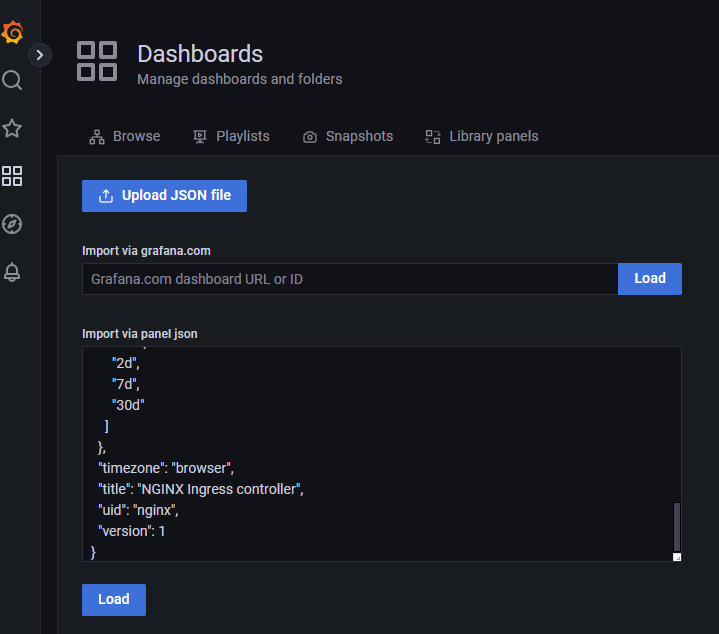 Dashboards
Manage dashboards and folders
Browse
Playlists
Snapshots
Library panels
Upload JSON file
Import via grafana.com
Grafana.com dashboard URL or ID
Load
Import via panel json
"2d",
"7d",
"30d"
]
},
"timezone": "browser",
"title": "NGINX Ingress controller",
"uid": "nginx",
"version": 1
}
Load